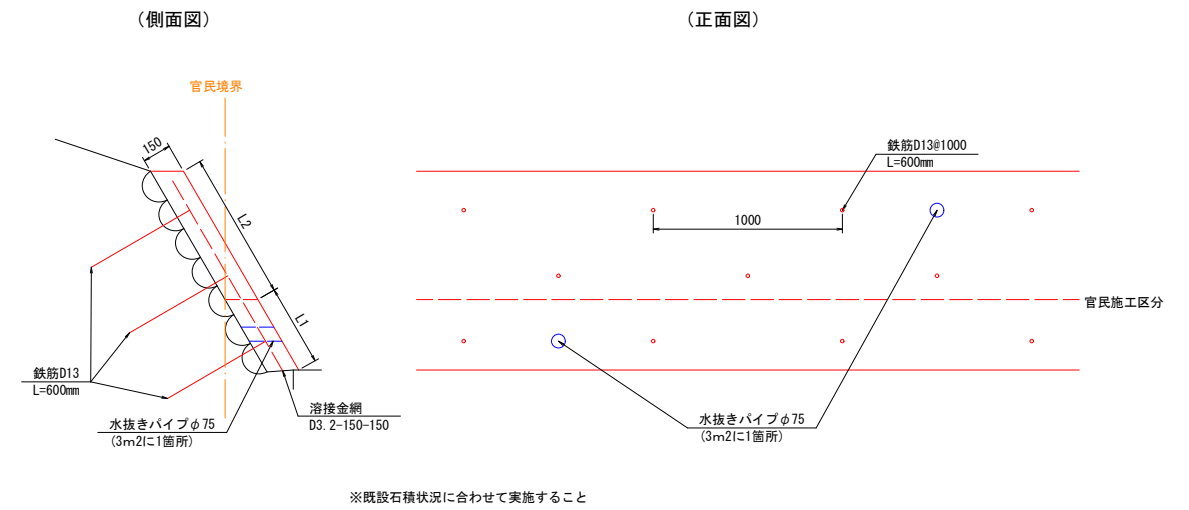 (側面図)
(正面図)
官民境界
150
L2
L1
鉄筋D13
L=600mm
水抜きパイプφ75
(3m2に1箇所)
溶接金網
D3.2-150-150
鉄筋D13@1000
L=600mm
1000
官民施工区分
水抜きパイプφ75
(3m2に1箇所)
※既設石積状況に合わせて実施すること